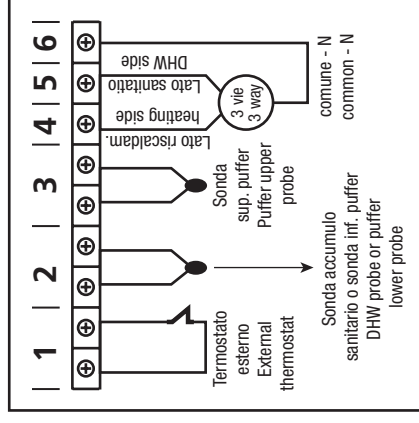 1
2
3
4
5
6
Termostato
esterno
External
thermostat
Sonda accumulo
sanitario o sonda inf. puffer
DHW probe or puffer
lower probe
Sonda
sup. puffer
Puffer upper
probe
Lato riscaldam.
heating side
Lato sanitatio
DHW side
3 vie
3 way
comune - N
common - N